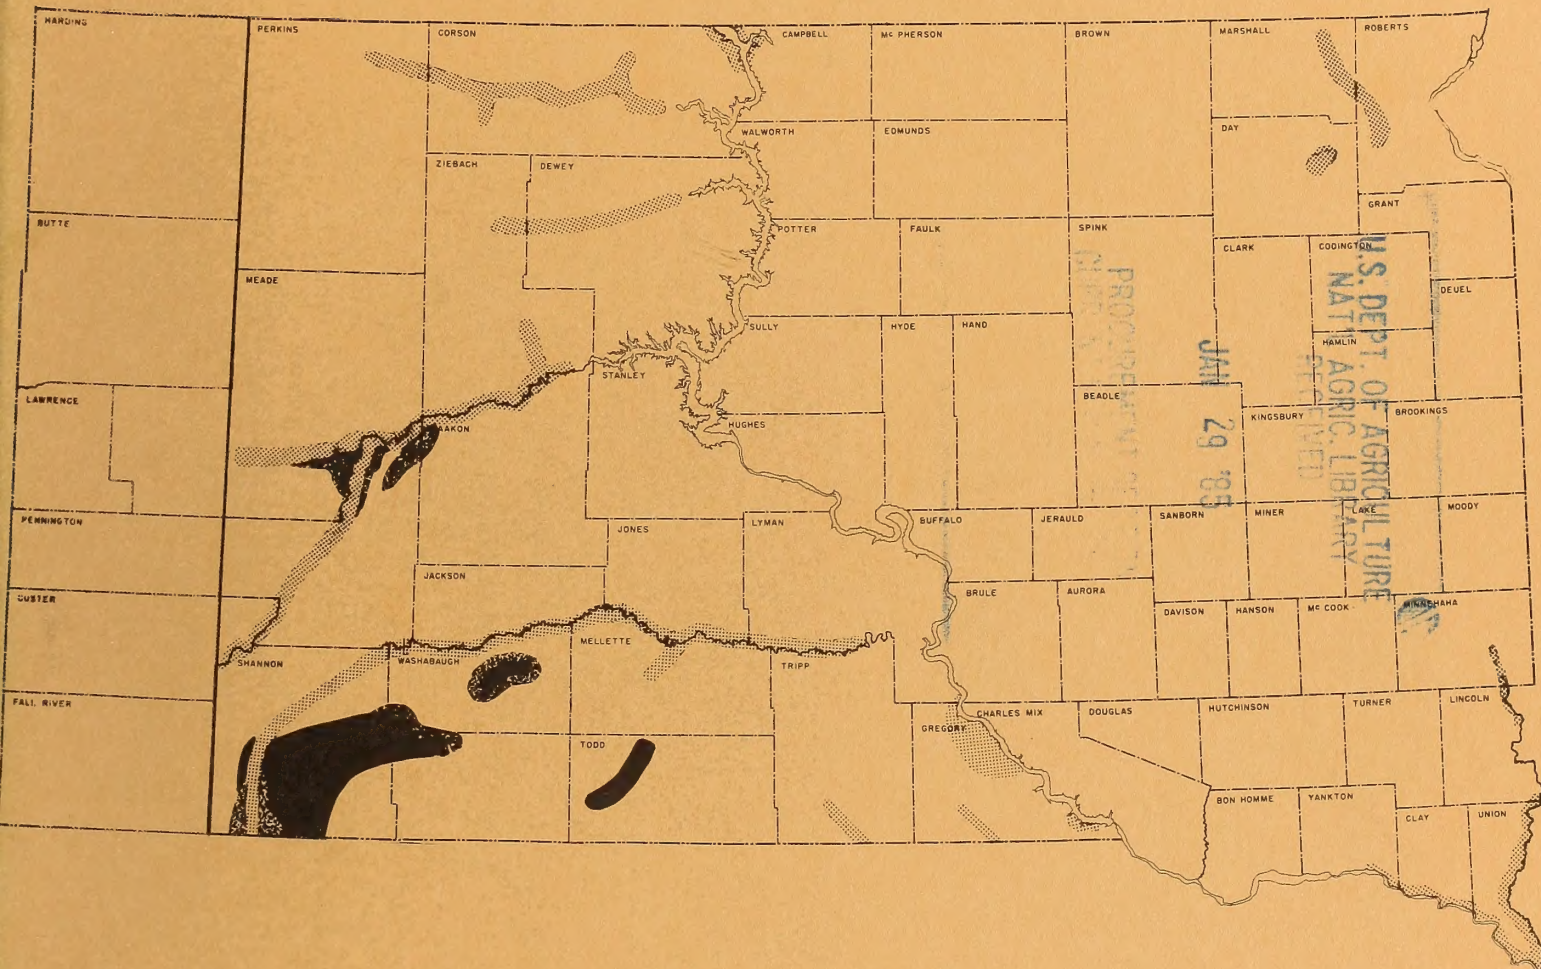 HARDING
PERKINS
CORSON
CAMPBELL
Mc PHERSON
BROWN
MARSHALL
ROBERTS
WALWORTH
EDMUNDS
DAY
ZIEBACH
DEWEY
GRANT
BUTTE
POTTER
FAULK
SPINK
CLARK
CODINGTON
MEADE
DEUEL
SULLY
HYDE
HAND
HAMLIN
STANLEY
LAWRENCE
BEADLE
KINGSBURY
BROOKINGS
HUGHES
AAKON
PENNINGTON
JONES
LYMAN
BUFFALO
JERAULD
SANBORN
MINER
LAKE
MOODY
JACKSON
CUSTER
BRULE
AURORA
DAVISON
HANSON
Mc COOK
MINNEHAHA
MELLETTE
SHANNON
WASHABAUGH
TRIPP
FALL RIVER
GREGORY
CHARLES MIX
DOUGLAS
HUTCHINSON
TURNER
LINCOLN
TODD
BON HOMME
YANKTON
CLAY
UNION
U.S. DEPT. OF AGRICULTURE
NAT'L AGRIC. LIBRARY
RECEIVED
JAN 29 '85